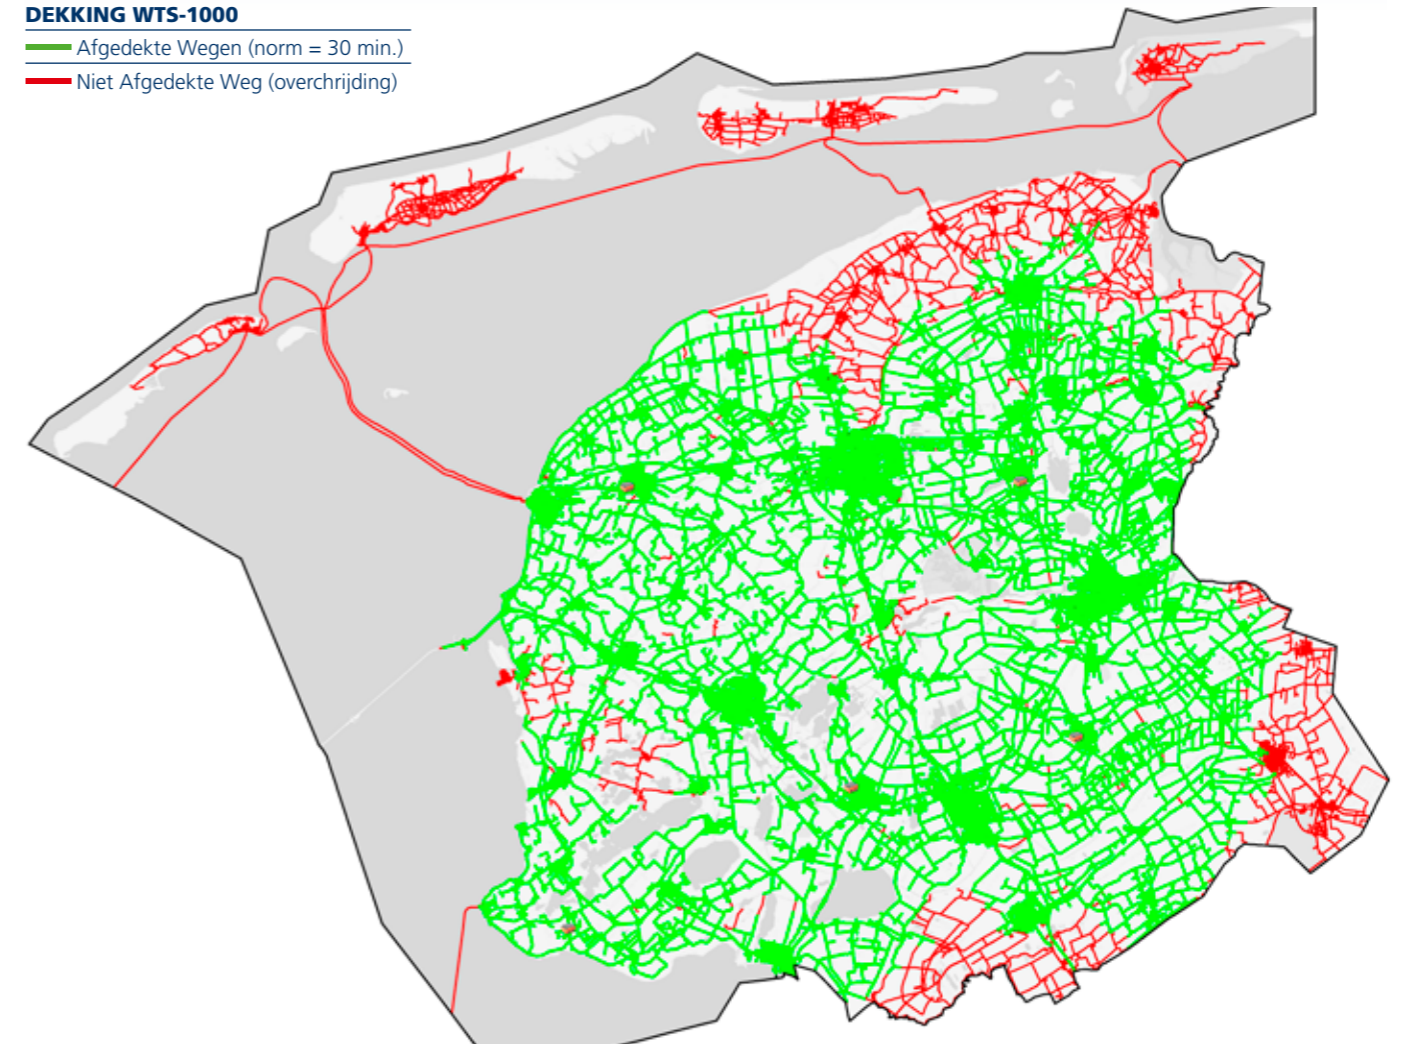 DEKKING WTS-1000
Afgedekte Wegen (norm = 30 min.)
Niet Afgedekte Weg (overchrijding)